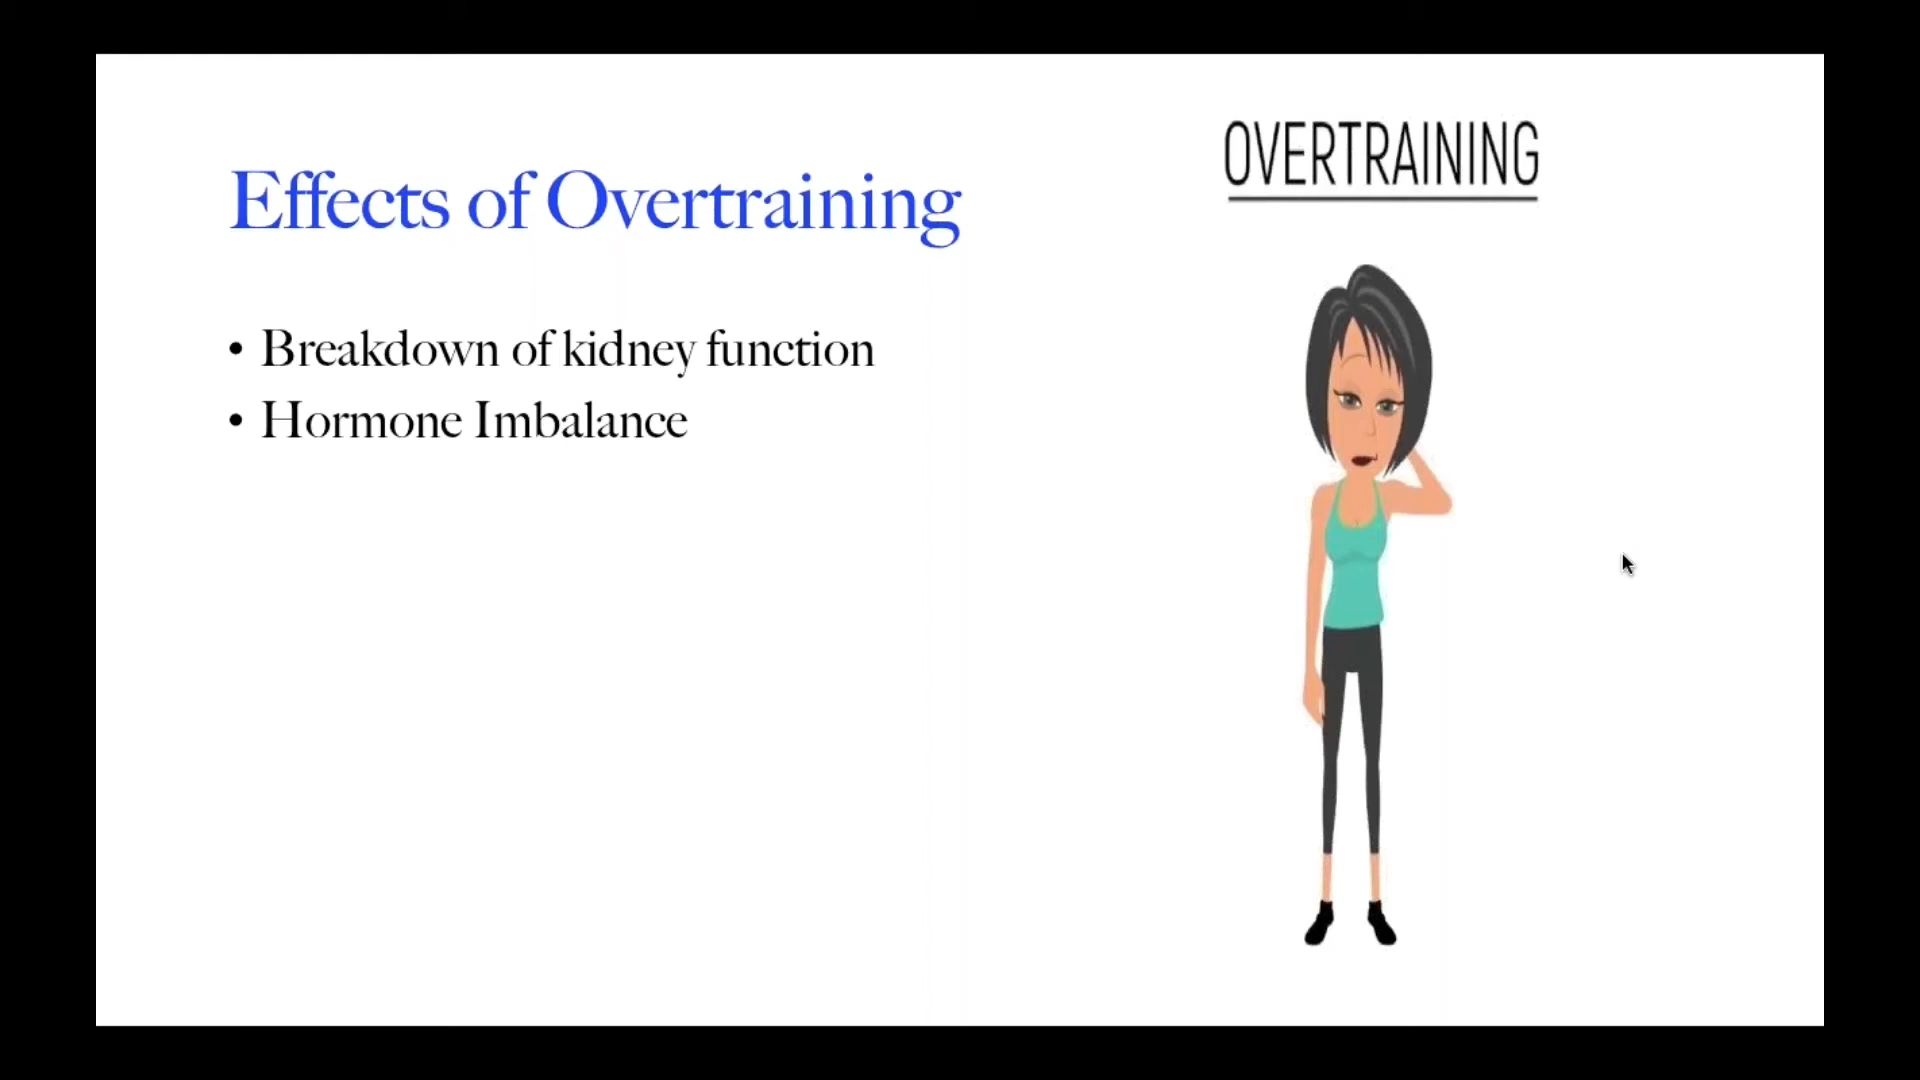 Effects of Overtraining
• Breakdown of kidney function
• Hormone Imbalance
OVERTRAINING